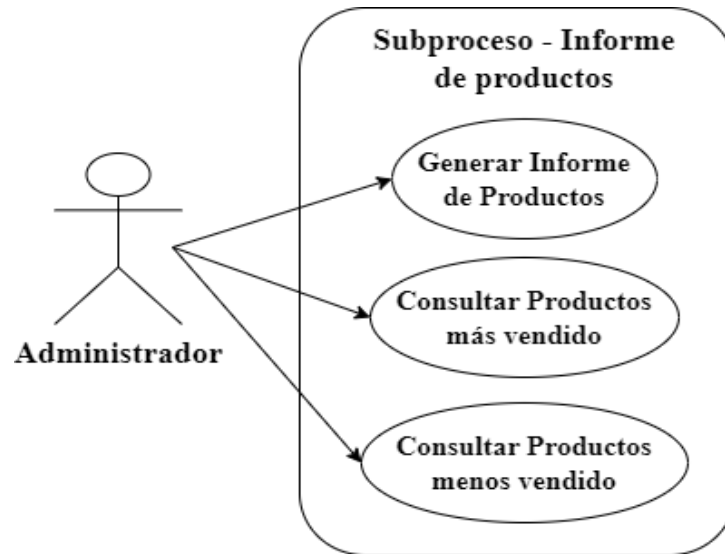 Subproceso - Informe
de productos
Generar Informe
de Productos
Consultar Productos
más vendido
Administrador
Consultar Productos
menos vendido